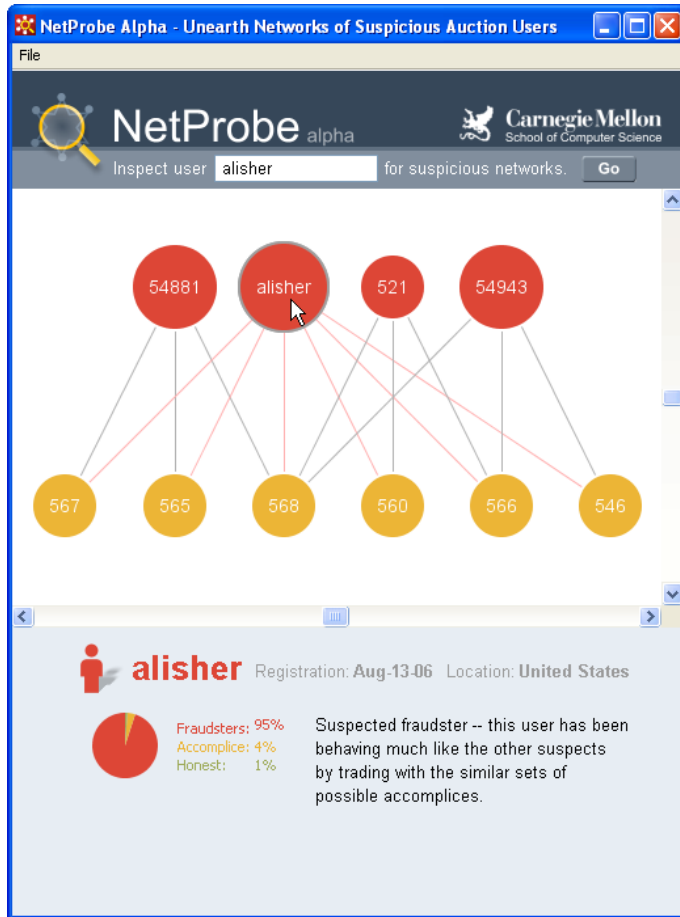 NetProbe Alpha - Unearth Networks of Suspicious Auction Users
File
NetProbe alpha
Carnegie Mellon
School of Computer Science
Inspect user alisher for suspicious networks. Go
54881 alisher 521 54943
567 565 568 560 566 546
alisher Registration: Aug-13-06 Location: United States
Fraudsters: 95%
Accomplice: 4%
Honest: 1%
Suspected fraudster -- this user has been
behaving much like the other suspects
by trading with the similar sets of
possible accomplices.